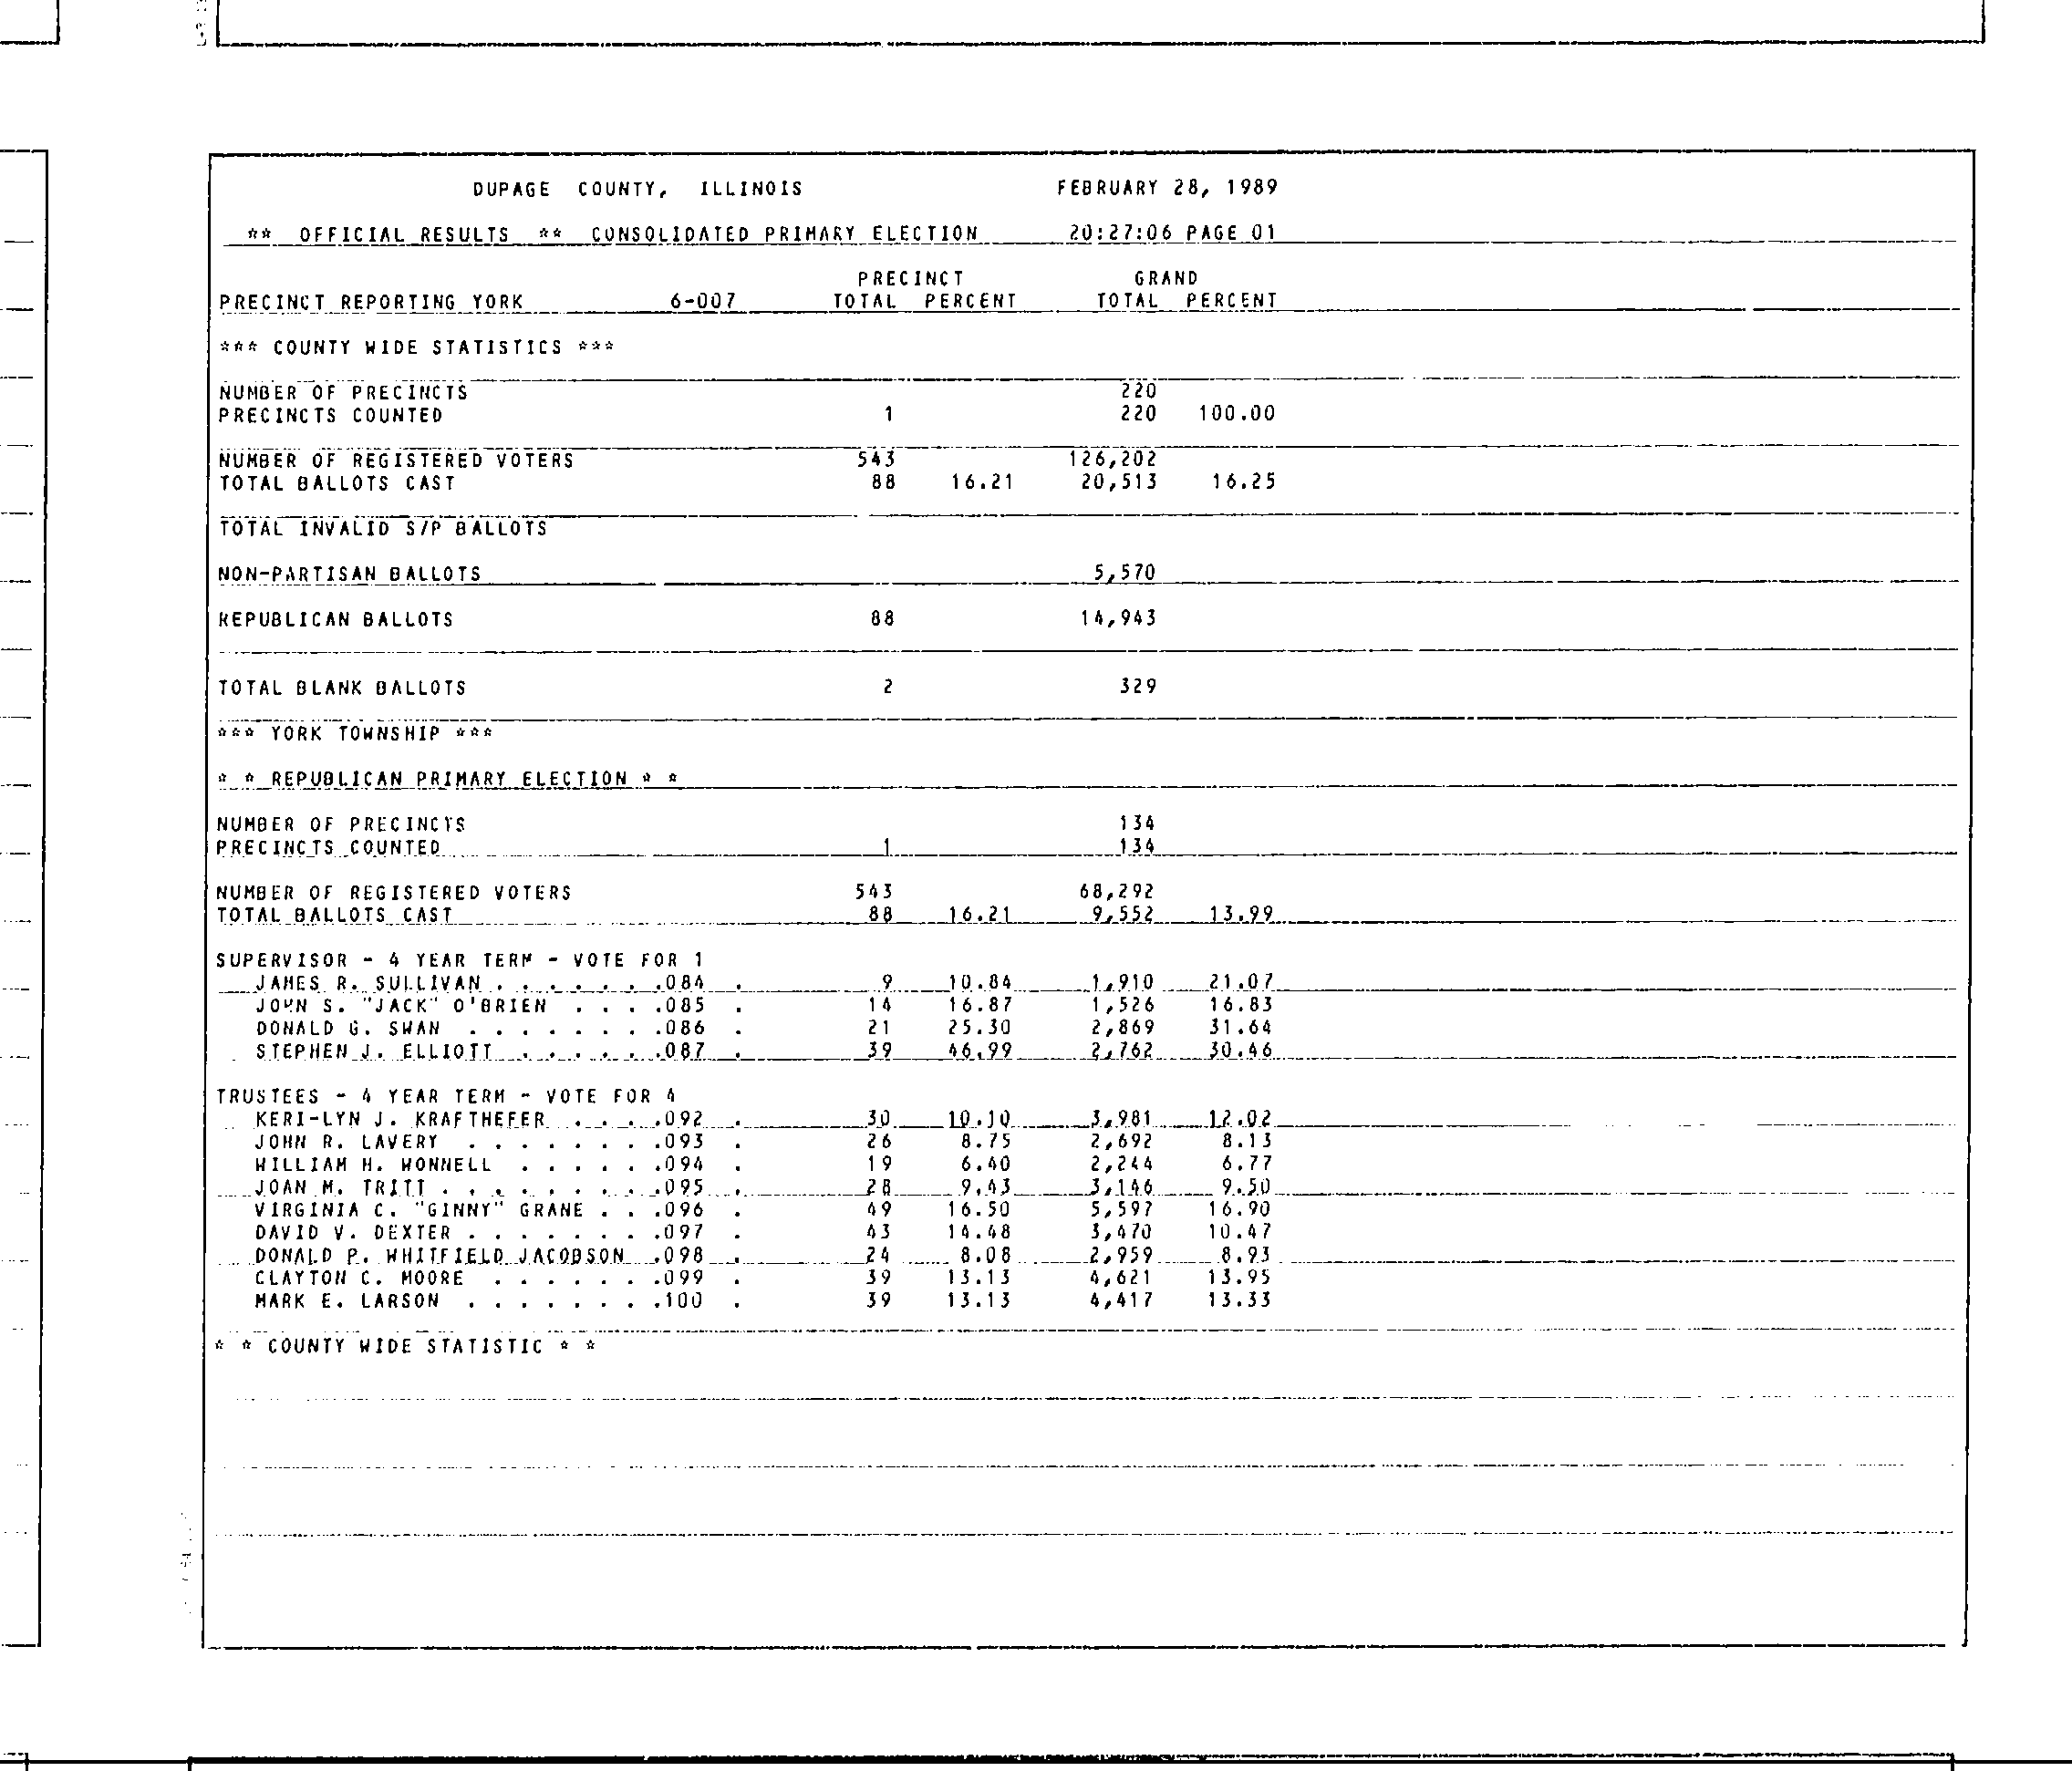 DUPAGE COUNTY, ILLINOIS FEBRUARY 28, 1989
** OFFICIAL RESULTS ** CONSOLIDATED PRIMARY ELECTION 20:27:06 PAGE 01
PRECINCT GRAND
PRECINCT REPORTING YORK 6-007 TOTAL PERCENT TOTAL PERCENT
*** COUNTY WIDE STATISTICS ***
NUMBER OF PRECINCTS 220
PRECINCTS COUNTED 1 220 100.00
NUMBER OF REGISTERED VOTERS 543 126,202
TOTAL BALLOTS CAST 88 16.21 20,513 16.25
TOTAL INVALID S/P BALLOTS
NON-PARTISAN BALLOTS 5,570
REPUBLICAN BALLOTS 88 14,943
TOTAL BLANK BALLOTS 2 329
*** YORK TOWNSHIP ***
* * REPUBLICAN PRIMARY ELECTION * *
NUMBER OF PRECINCTS 134
PRECINCTS COUNTED 1 134
NUMBER OF REGISTERED VOTERS 543 68,292
TOTAL BALLOTS CAST 88 16.21 9,552 13.99
SUPERVISOR - 4 YEAR TERM - VOTE FOR 1
JAMES R. SULLIVAN . . . . . . .084 . 9 10.84 1,910 21.07
JOHN S. "JACK" O'BRIEN . . . .085 . 14 16.87 1,526 16.83
DONALD G. SWAN . . . . . . . .086 . 21 25.30 2,869 31.64
STEPHEN J. ELLIOTT . . . . . .087 . 39 46.99 2,762 30.46
TRUSTEES - 4 YEAR TERM - VOTE FOR 4
KERI-LYN J. KRAFTHEFER . . . .092 . 30 10.10 3,981 12.02
JOHN R. LAVERY . . . . . . . .093 . 26 8.75 2,692 8.13
WILLIAM H. WONNELL . . . . . .094 . 19 6.40 2,244 6.77
JOAN M. TRITT . . . . . . . . .095 . 28 9.43 3,146 9.50
VIRGINIA C. "GINNY" GRANE . . .096 . 49 16.50 5,597 16.90
DAVID V. DEXTER . . . . . . . .097 . 43 14.48 3,470 10.47
DONALD P. WHITFIELD JACOBSON .098 . 24 8.08 2,959 8.93
CLAYTON C. MOORE . . . . . . .099 . 39 13.13 4,621 13.95
MARK E. LARSON . . . . . . . .100 . 39 13.13 4,417 13.33
* * COUNTY WIDE STATISTIC * *